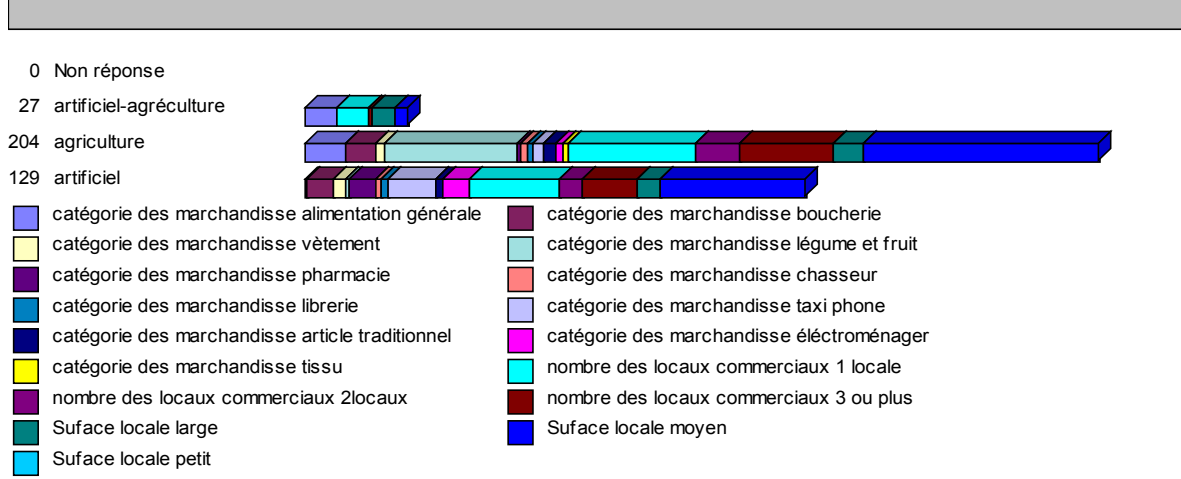 0 Non réponse
27 artificiel-agréculture
204 agriculture
129 artificiel
catégorie des marchandisse alimentation générale
catégorie des marchandisse boucherie
catégorie des marchandisse vètement
catégorie des marchandisse légume et fruit
catégorie des marchandisse pharmacie
catégorie des marchandisse chasseur
catégorie des marchandisse librerie
catégorie des marchandisse taxi phone
catégorie des marchandisse article traditionnel
catégorie des marchandisse éléctroménager
catégorie des marchandisse tissu
nombre des locaux commerciaux 1 locale
nombre des locaux commerciaux 2locaux
nombre des locaux commerciaux 3 ou plus
Suface locale large
Suface locale moyen
Suface locale petit